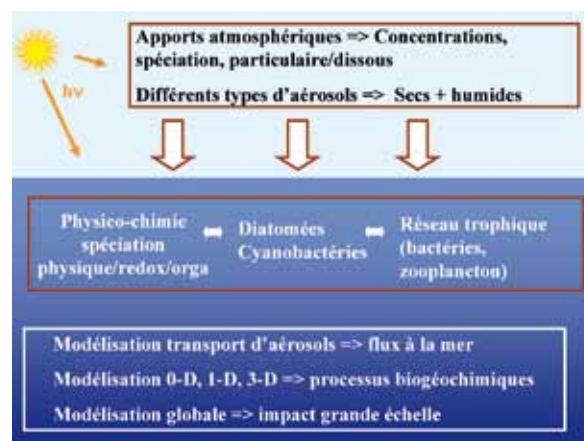 Apports atmosphériques => Concentrations,
spéciation, particulaire/dissous
Différents types d'aérosols => Secs + humides
hν
Physico-chimie
spéciation
physique/redox/orga
Diatomées
Cyanobactéries
Réseau trophique
(bactéries,
zooplancton)
Modélisation transport d'aérosols => flux à la mer
Modélisation 0-D, 1-D, 3-D => processus biogéochimiques
Modélisation globale => impact grande échelle